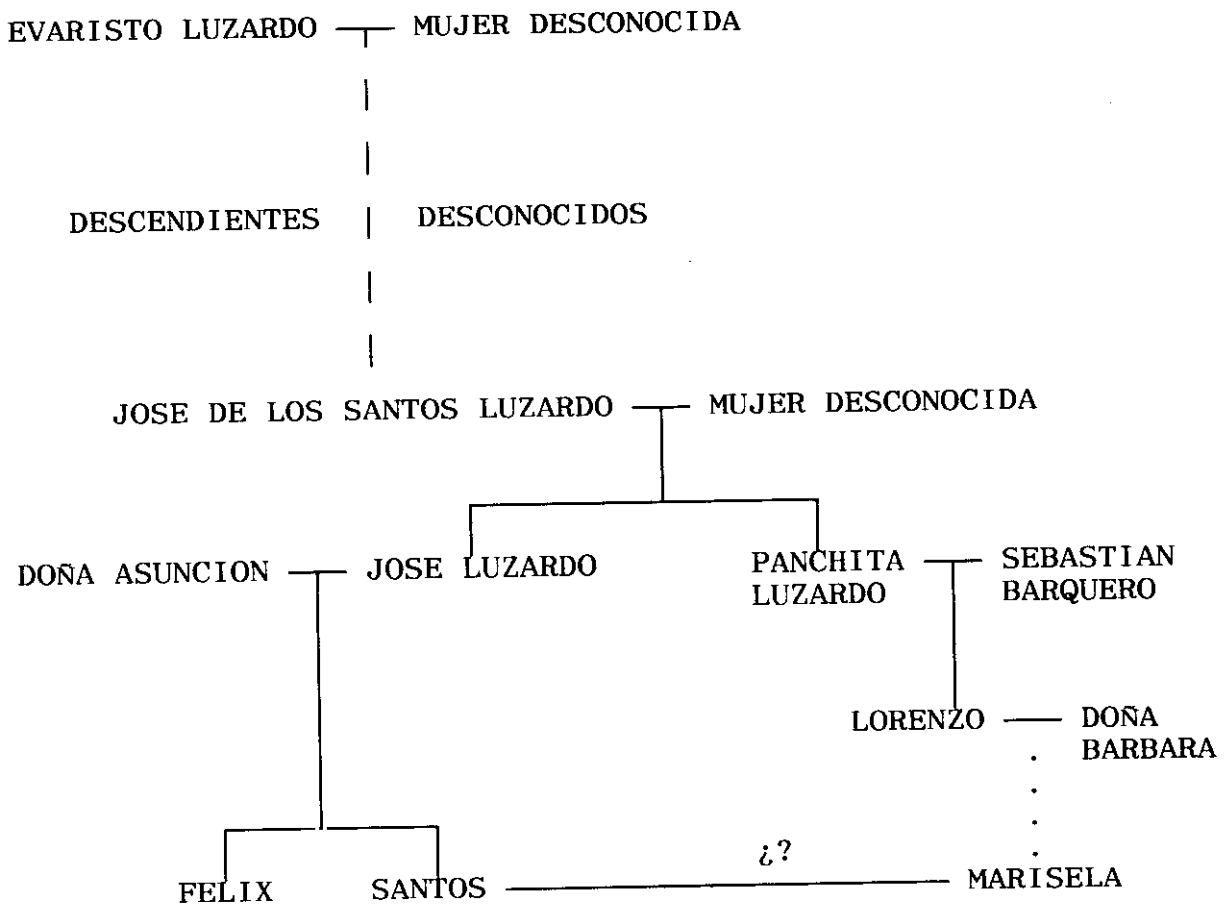 EVARISTO LUZARDO MUJER DESCONOCIDA
DESCENDIENTES DESCONOCIDOS
JOSE DE LOS SANTOS LUZARDO MUJER DESCONOCIDA
DOÑA ASUNCION JOSE LUZARDO PANCHITA SEBASTIAN
LUZARDO BARQUERO
LORENZO DOÑA
BARBARA
¿?
FELIX SANTOS MARISELA